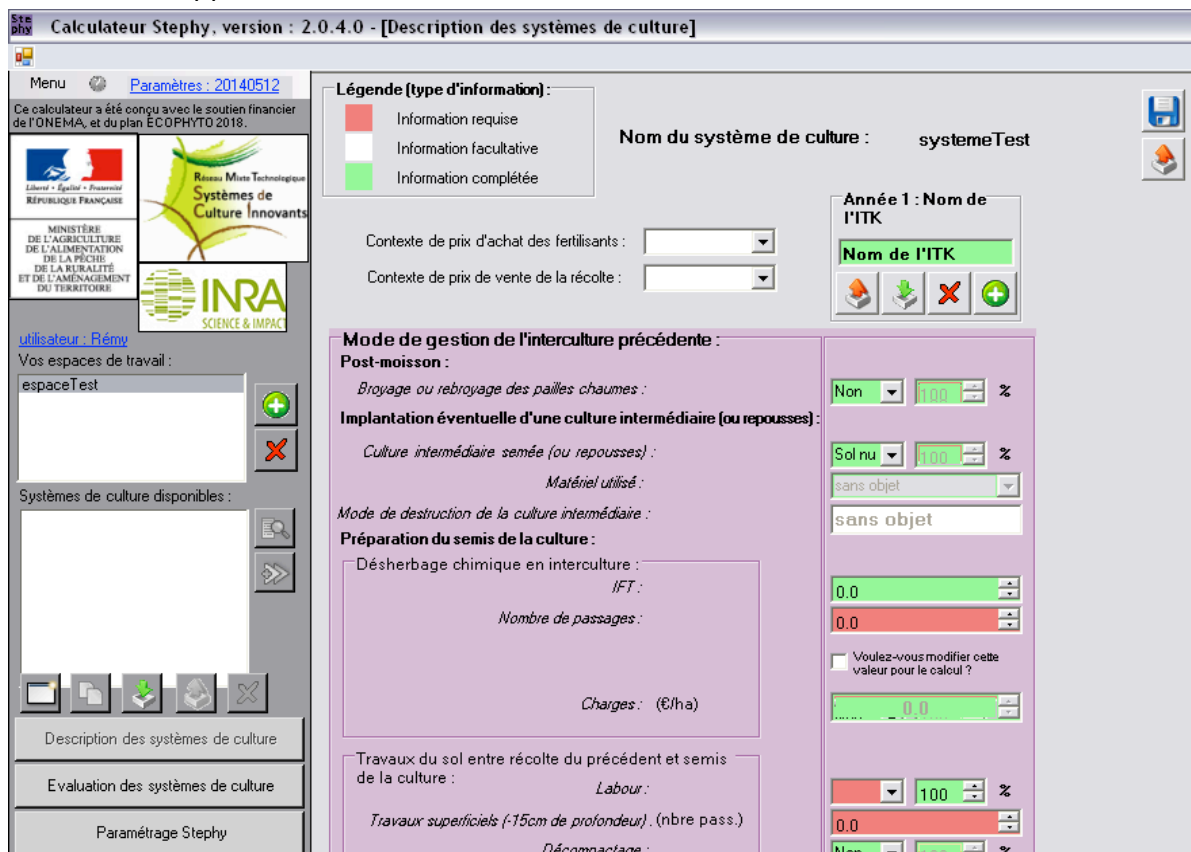 Ste
phy
Calculateur Stephy, version : 2.0.4.0 - [Description des systèmes de culture]
Menu
Paramètres : 20140512
Ce calculateur a été conçu avec le soutien financier
de l'ONEMA, et du plan ECOPHYTO 2018.
Liberté • Égalité • Fraternité
RÉPUBLIQUE FRANÇAISE
MINISTÈRE
DE L'AGRICULTURE
DE L'ALIMENTATION
DE LA PÊCHE
DE LA RURALITÉ
ET DE L'AMÉNAGEMENT
DU TERRITOIRE
Réseau Mixte Technologique
Systèmes de
Culture Innovants
INRA
SCIENCE & IMPACT
utilisateur : Rémy
Vos espaces de travail :
espaceTest
Systèmes de culture disponibles :
Description des systèmes de culture
Evaluation des systèmes de culture
Paramétrage Stephy
Légende (type d'information) :
Information requise
Information facultative
Information complétée
Nom du système de culture : systemeTest
Contexte de prix d'achat des fertilisants :
Contexte de prix de vente de la récolte :
Année 1 : Nom de
l'ITK
Nom de l'ITK
Mode de gestion de l'interculture précédente :
Post-moisson :
Broyage ou rebroyage des pailles chaumes : Non 100 %
Implantation éventuelle d'une culture intermédiaire (ou repousses) :
Culture intermédiaire semée (ou repousses) : Sol nu 100 %
Matériel utilisé : sans objet
Mode de destruction de la culture intermédiaire : sans objet
Préparation du semis de la culture :
Désherbage chimique en interculture :
IFT : 0.0
Nombre de passages : 0.0
Voulez-vous modifier cette
valeur pour le calcul ?
Charges : (€/ha) 0.0
Travaux du sol entre récolte du précédent et semis
de la culture :
Labour : 100 %
Travaux superficiels (-15cm de profondeur) . (nbre pass.) 0.0
Décompactage : Non 100 %